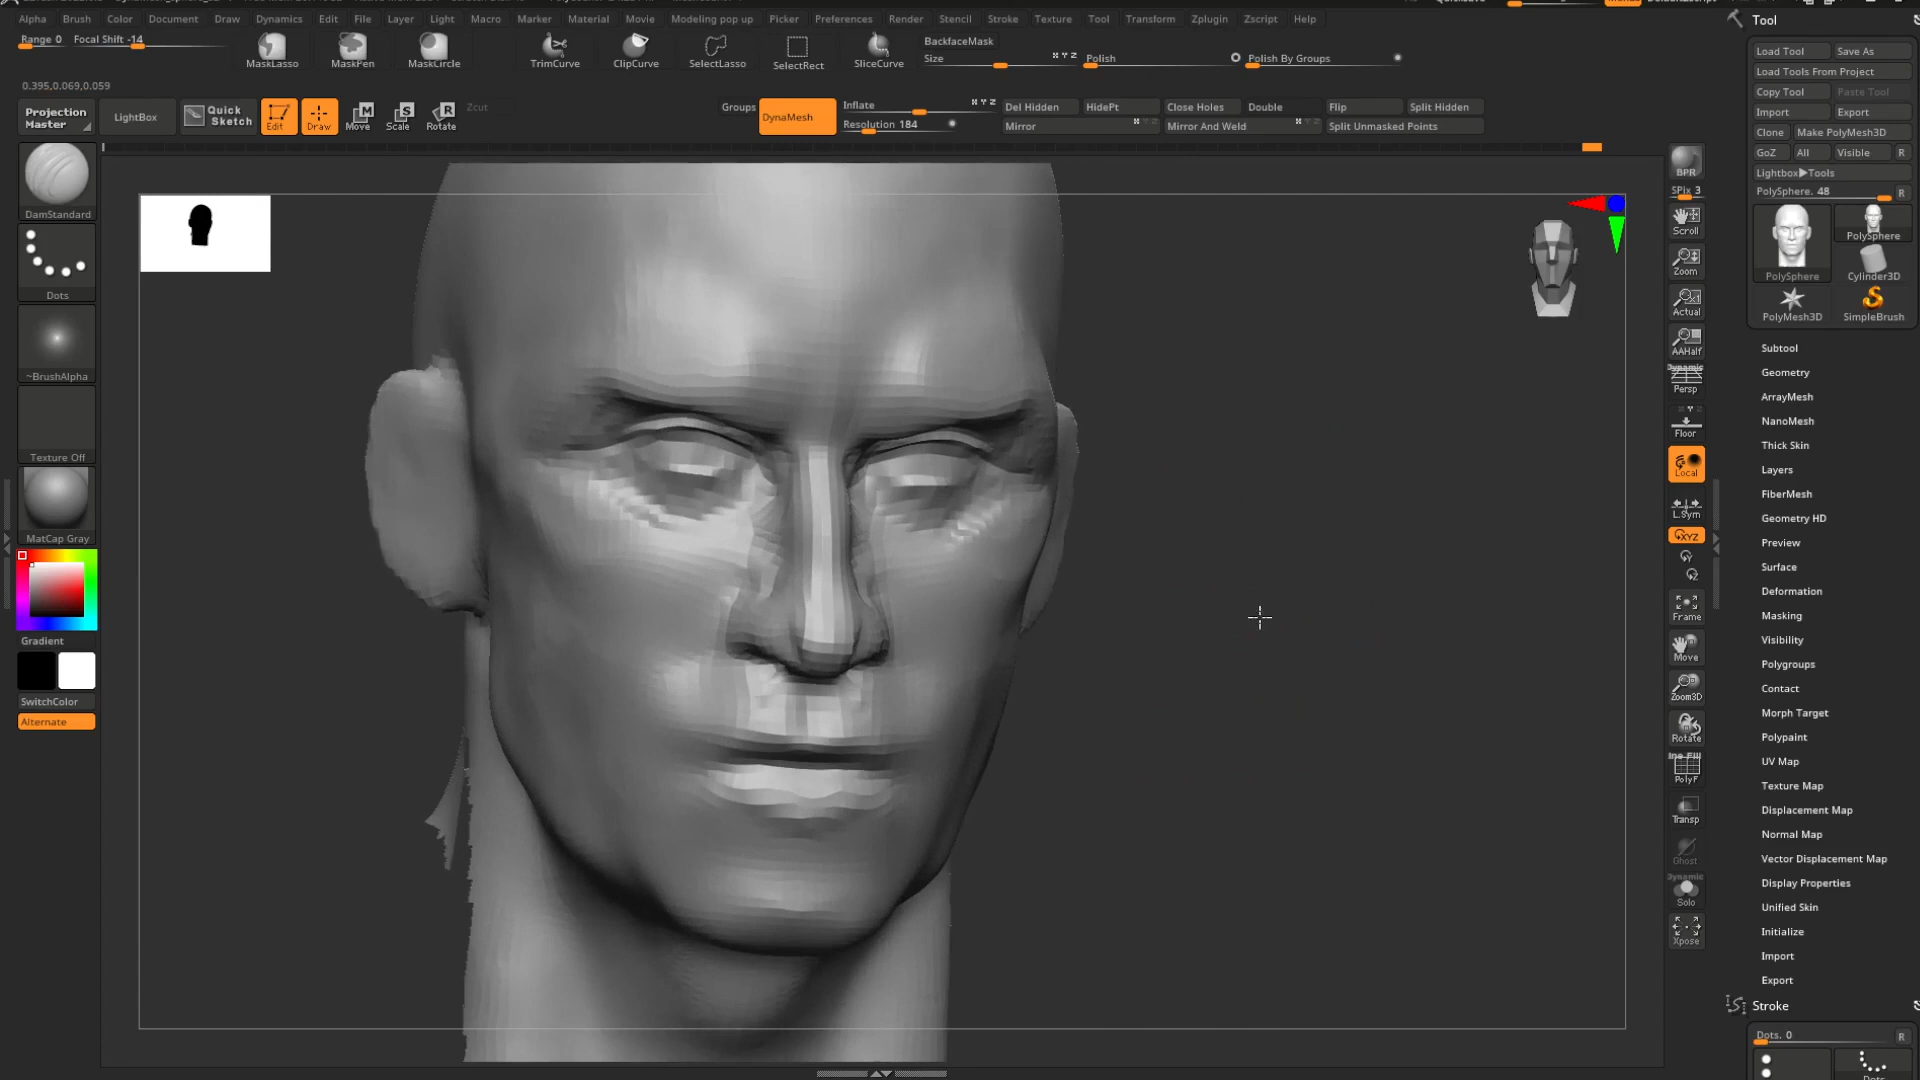 Alpha Brush Color Document Draw Dynamics Edit File Layer Light Macro Marker Material Movie Modeling pop up Picker Preferences Render Stencil Stroke Texture Tool Transform Zplugin Zscript Help
Range 0 Focal Shift -14
MaskLasso MaskPen MaskCircle TrimCurve ClipCurve SelectLasso SelectRect SliceCurve
BackfaceMask
Size X Y Z Polish Polish By Groups
0.395,0.069,0.059
Projection Master
LightBox
Quick Sketch
Edit Draw Move Scale Rotate
Zcut
Groups
DynaMesh
Inflate X Y Z
Resolution 184
Del Hidden HidePt Close Holes Double Flip Split Hidden
Mirror Mirror And Weld Split Unmasked Points
DamStandard
Dots
~BrushAlpha
Texture Off
MatCap Gray
Gradient
SwitchColor
Alternate
BPR
SPix 3
Scroll
Zoom
Actual
AAHalf
Dynamic
Persp
Floor
Local
L.Sym
XYZ
Y
Z
Frame
Move
Zoom3D
Rotate
PolyF
Transp
Ghost
Dynamic
Solo
Xpose
Tool
Load Tool Save As
Load Tools From Project
Copy Tool Paste Tool
Import Export
Clone Make PolyMesh3D
GoZ All Visible R
Lightbox▶Tools
PolySphere. 48 R
PolySphere
PolySphere Cylinder3D
PolyMesh3D SimpleBrush
Subtool
Geometry
ArrayMesh
NanoMesh
Thick Skin
Layers
FiberMesh
Geometry HD
Preview
Surface
Deformation
Masking
Visibility
Polygroups
Contact
Morph Target
Polypaint
UV Map
Texture Map
Displacement Map
Normal Map
Vector Displacement Map
Display Properties
Unified Skin
Initialize
Import
Export
Stroke
Dots. 0 R